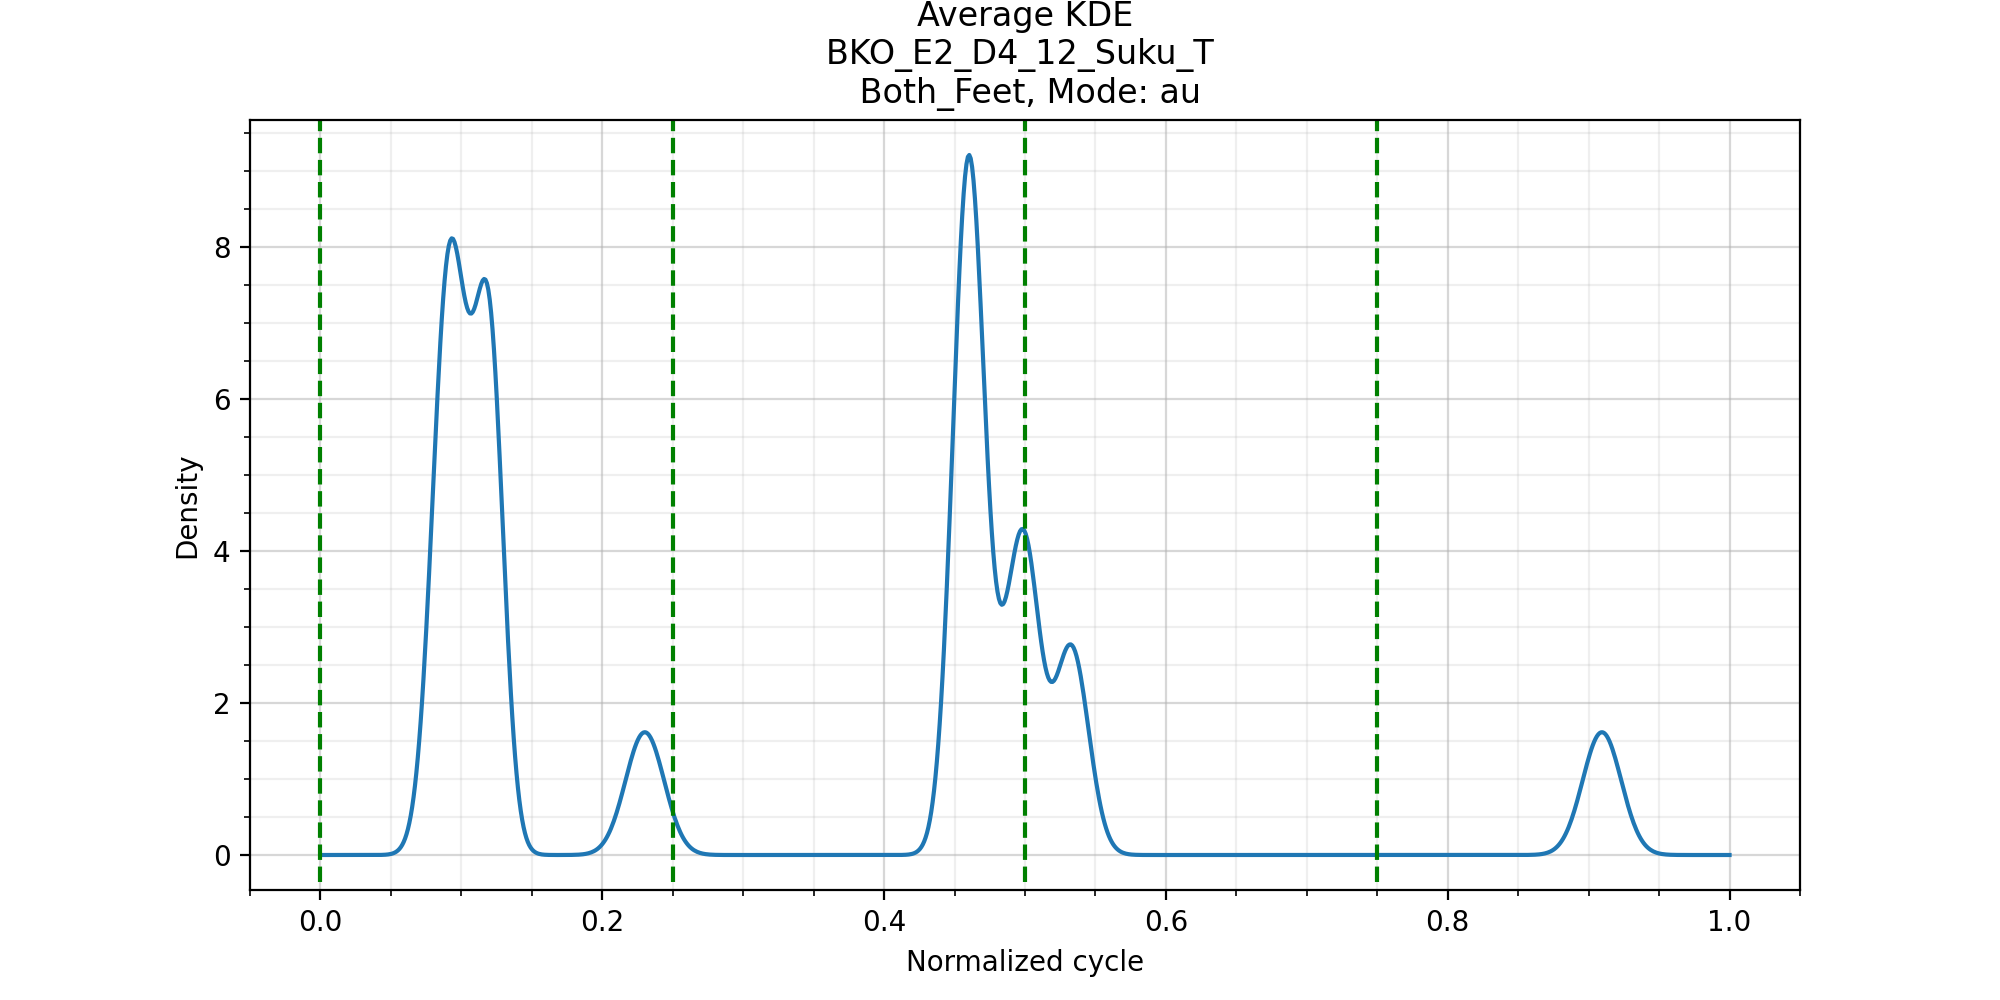 Average KDE
BKO_E2_D4_12_Suku_T
Both_Feet, Mode: au
Density
8
6
4
2
0
0.0 0.2 0.4 0.6 0.8 1.0
Normalized cycle